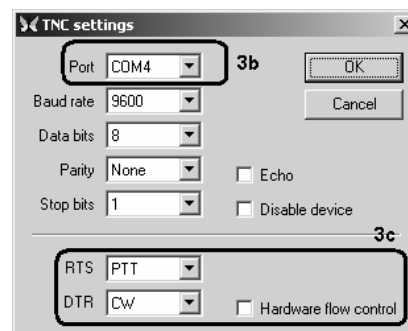 TNC settings
Port COM4 3b OK
Baud rate 9600 Cancel
Data bits 8
Parity None Echo
Stop bits 1 Disable device
3c
RTS PTT
DTR CW Hardware flow control